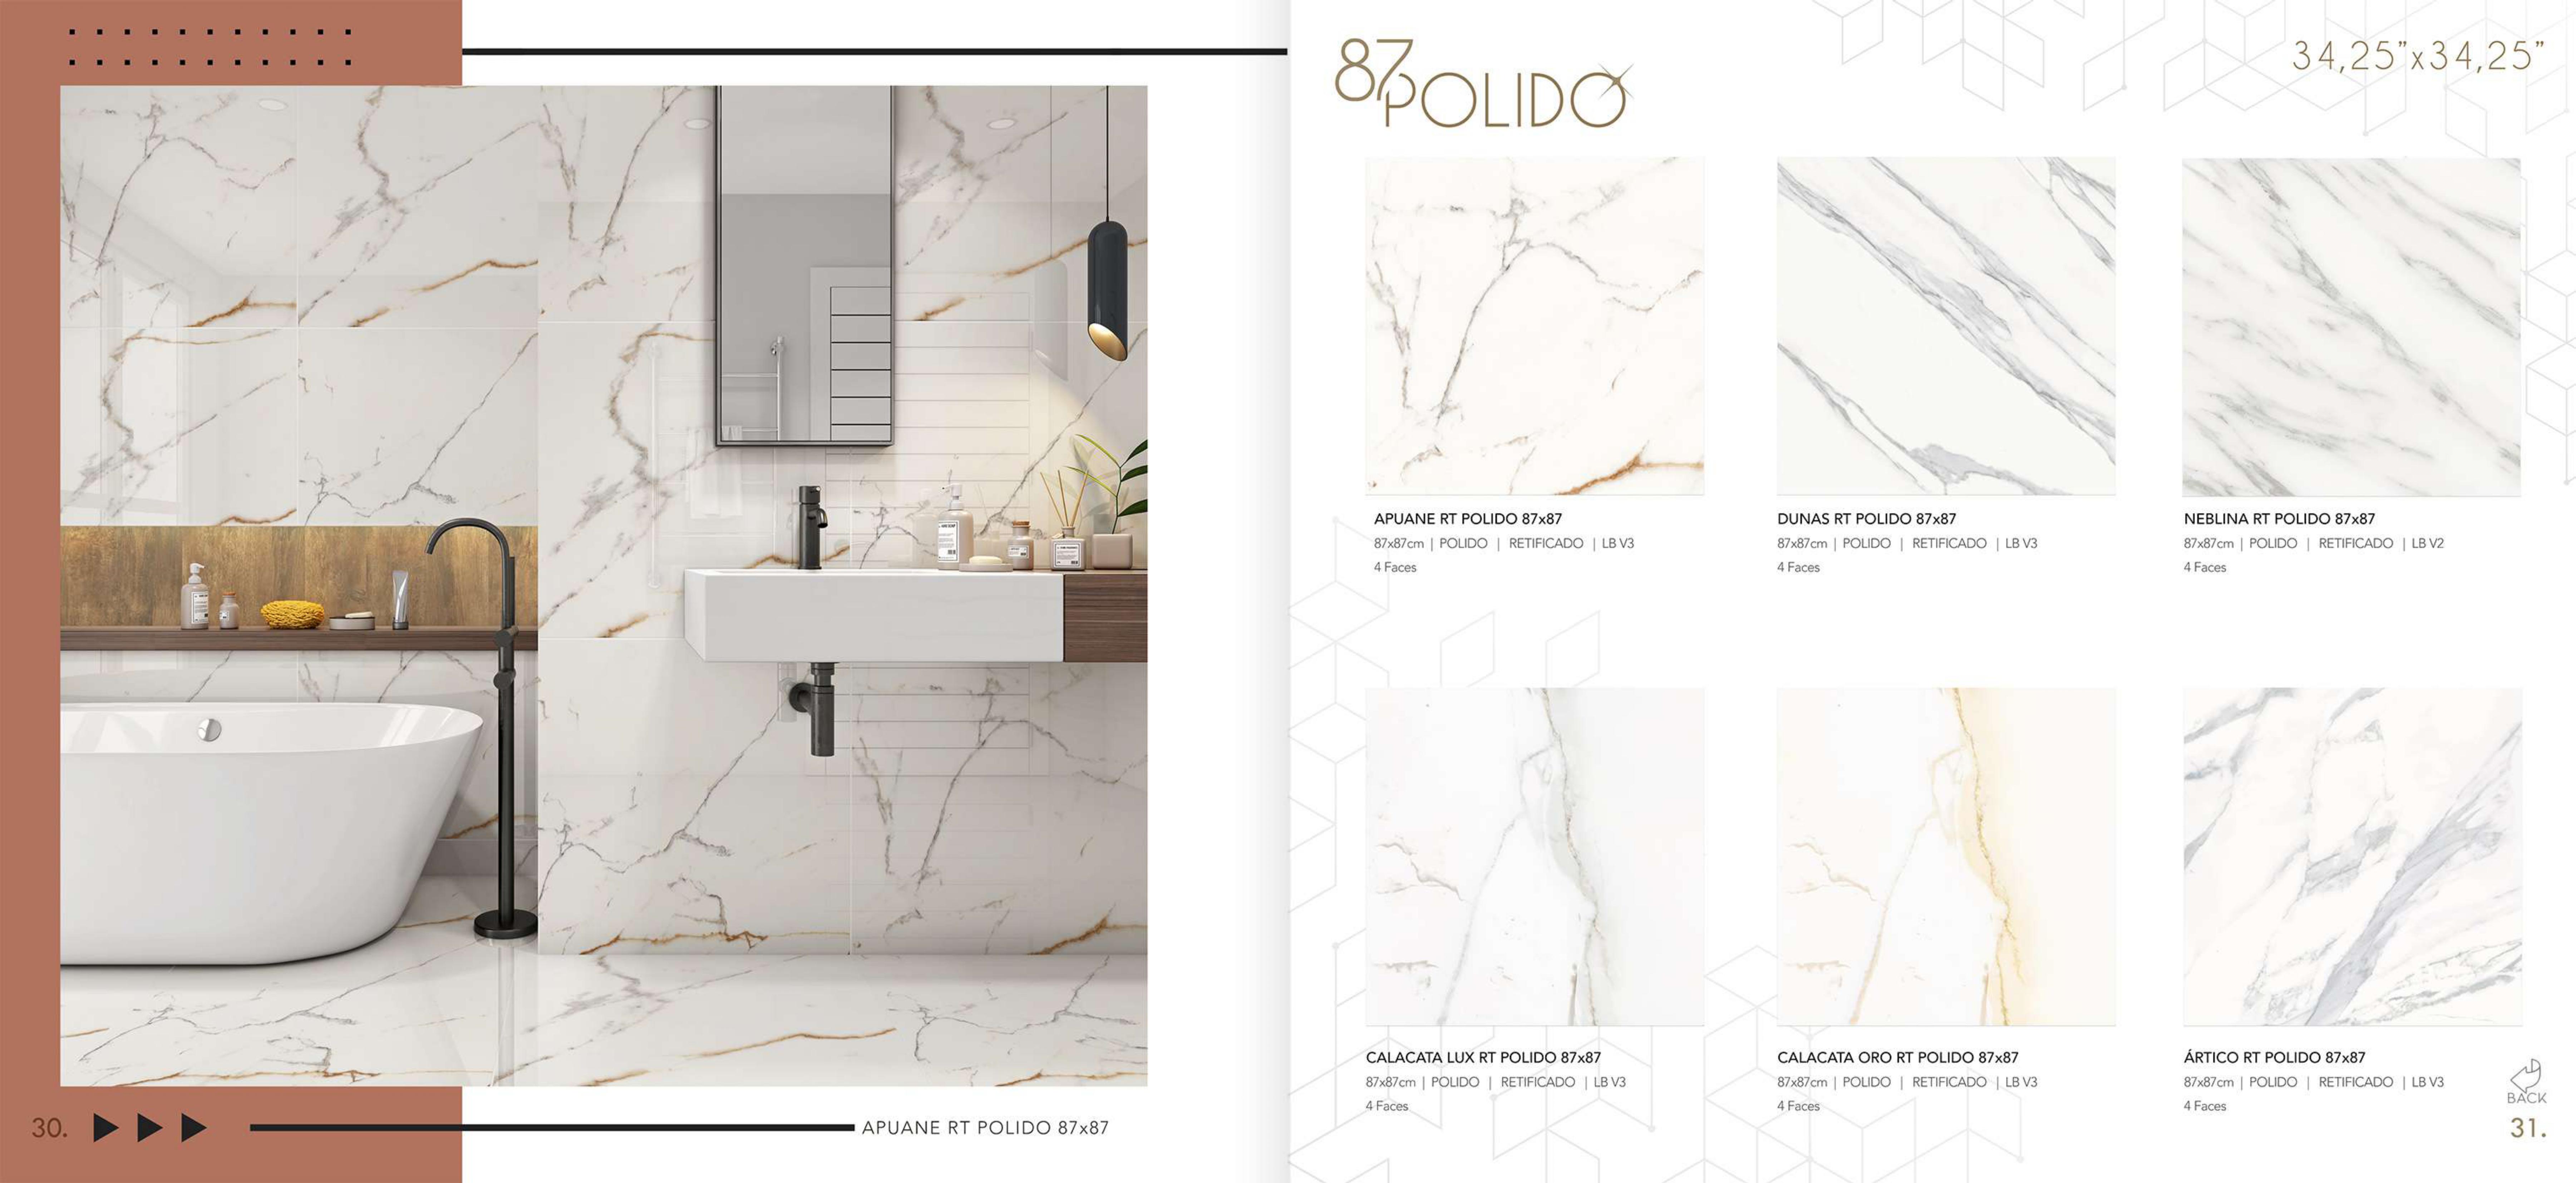 30.
APUANE RT POLIDO 87x87
87 POLIDO
34,25”x34,25”
APUANE RT POLIDO 87x87
87x87cm | POLIDO | RETIFICADO | LB V3
4 Faces
DUNAS RT POLIDO 87x87
87x87cm | POLIDO | RETIFICADO | LB V3
4 Faces
NEBLINA RT POLIDO 87x87
87x87cm | POLIDO | RETIFICADO | LB V2
4 Faces
CALACATA LUX RT POLIDO 87x87
87x87cm | POLIDO | RETIFICADO | LB V3
4 Faces
CALACATA ORO RT POLIDO 87x87
87x87cm | POLIDO | RETIFICADO | LB V3
4 Faces
ÁRTICO RT POLIDO 87x87
87x87cm | POLIDO | RETIFICADO | LB V3
4 Faces
BACK
31.